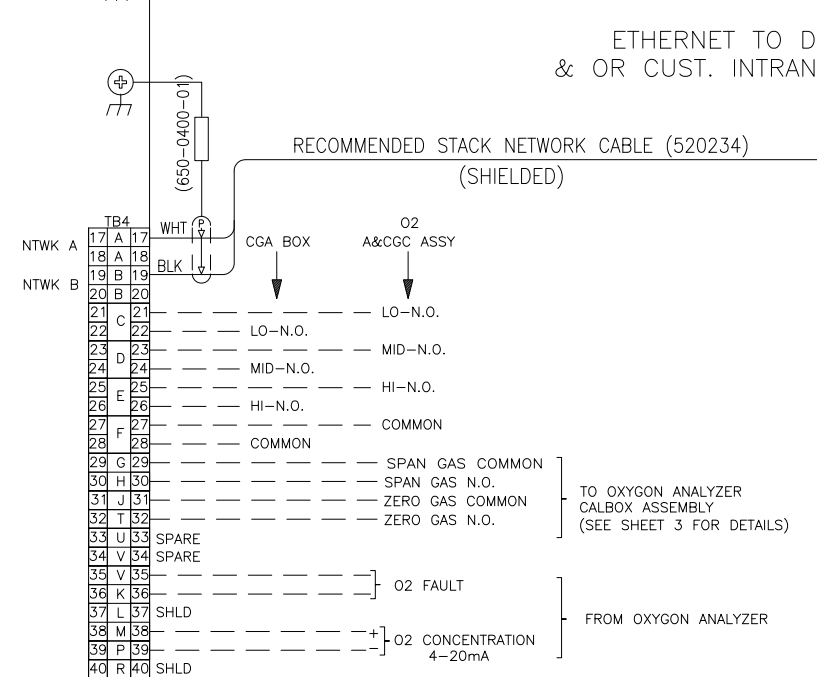 ETHERNET TO D
& OR CUST. INTRAN
(650-0400-01)
RECOMMENDED STACK NETWORK CABLE (520234)
(SHIELDED)
TB4
P
O2
A&CGC ASSY
CGA BOX
NTWK A
17 A 17 WHT
18 A 18
NTWK B
19 B 19 BLK
20 B 20
21 C 21 LO-N.O.
22 22 LO-N.O.
23 D 23 MID-N.O.
24 24 MID-N.O.
25 E 25 HI-N.O.
26 26 HI-N.O.
27 F 27 COMMON
28 28 COMMON
29 G 29 SPAN GAS COMMON
30 H 30 SPAN GAS N.O.
31 J 31 ZERO GAS COMMON
32 T 32 ZERO GAS N.O.
TO OXYGON ANALYZER
CALBOX ASSEMBLY
(SEE SHEET 3 FOR DETAILS)
33 U 33 SPARE
34 V 34 SPARE
35 V 35
36 K 36
O2 FAULT
37 L 37 SHLD
38 M 38 +
39 P 39 -
O2 CONCENTRATION
4-20mA
FROM OXYGON ANALYZER
40 R 40 SHLD